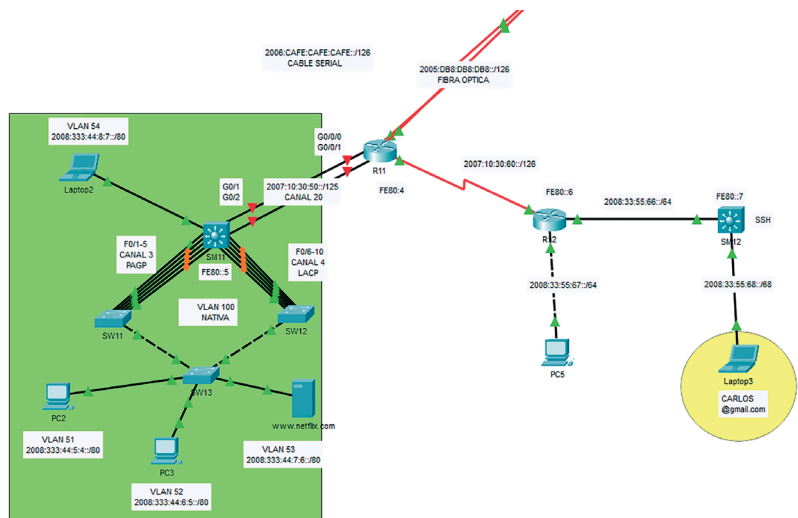 2006:CAFE:CAFE:CAFE::/126
CABLE SERIAL
2005:DB8:DB8:DB8::/126
FIBRA OPTICA
VLAN 54
2008:333:44:8:7::/80
Laptop2
G0/0/0
G0/0/1
R11
FE80:4
2007:10:30:60::/126
G0/1
G0/2
2007:10:30:50::/125
CANAL 20
FE80::6
2008:33:55:66::/64
FE80::7
SSH
SM11
SM12
F0/1-5
CANAL 3
PAGP
FE80::5
F0/6-10
CANAL 4
LACP
2008:33:55:67::/64
2008:33:55:68::/68
VLAN 100
NATIVA
SW11
SW12
SW13
PC5
Laptop3
CARLOS
@gmail.com
PC2
www.netflix.com
VLAN 51
2008:333:44:5:4::/80
PC3
VLAN 53
2008:333:44:7:6::/80
VLAN 52
2008:333:44:6:5::/80